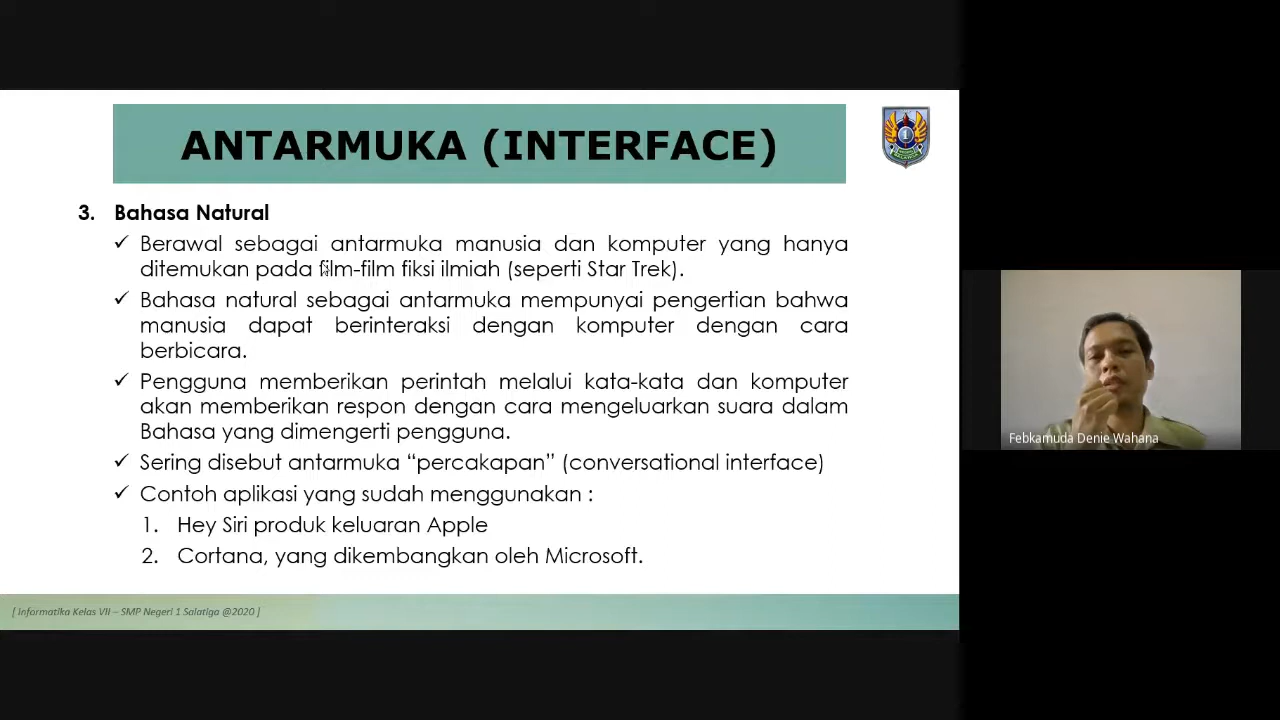 ANTARMUKA (INTERFACE)
1
3. Bahasa Natural
✓ Berawal sebagai antarmuka manusia dan komputer yang hanya
ditemukan pada film-film fiksi ilmiah (seperti Star Trek).
✓ Bahasa natural sebagai antarmuka mempunyai pengertian bahwa
manusia dapat berinteraksi dengan komputer dengan cara
berbicara.
✓ Pengguna memberikan perintah melalui kata-kata dan komputer
akan memberikan respon dengan cara mengeluarkan suara dalam
Bahasa yang dimengerti pengguna.
✓ Sering disebut antarmuka “percakapan” (conversational interface)
✓ Contoh aplikasi yang sudah menggunakan :
1. Hey Siri produk keluaran Apple
2. Cortana, yang dikembangkan oleh Microsoft.
[ Informatika Kelas VII – SMP Negeri 1 Salatiga @2020 ]
Febkamuda Denie Wahana